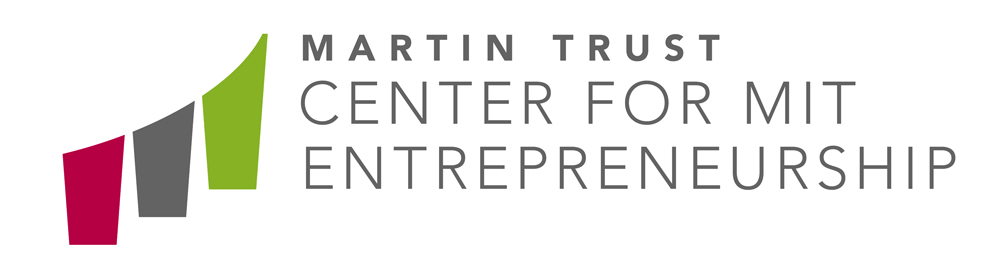 MARTIN TRUST
CENTER FOR MIT
ENTREPRENEURSHIP